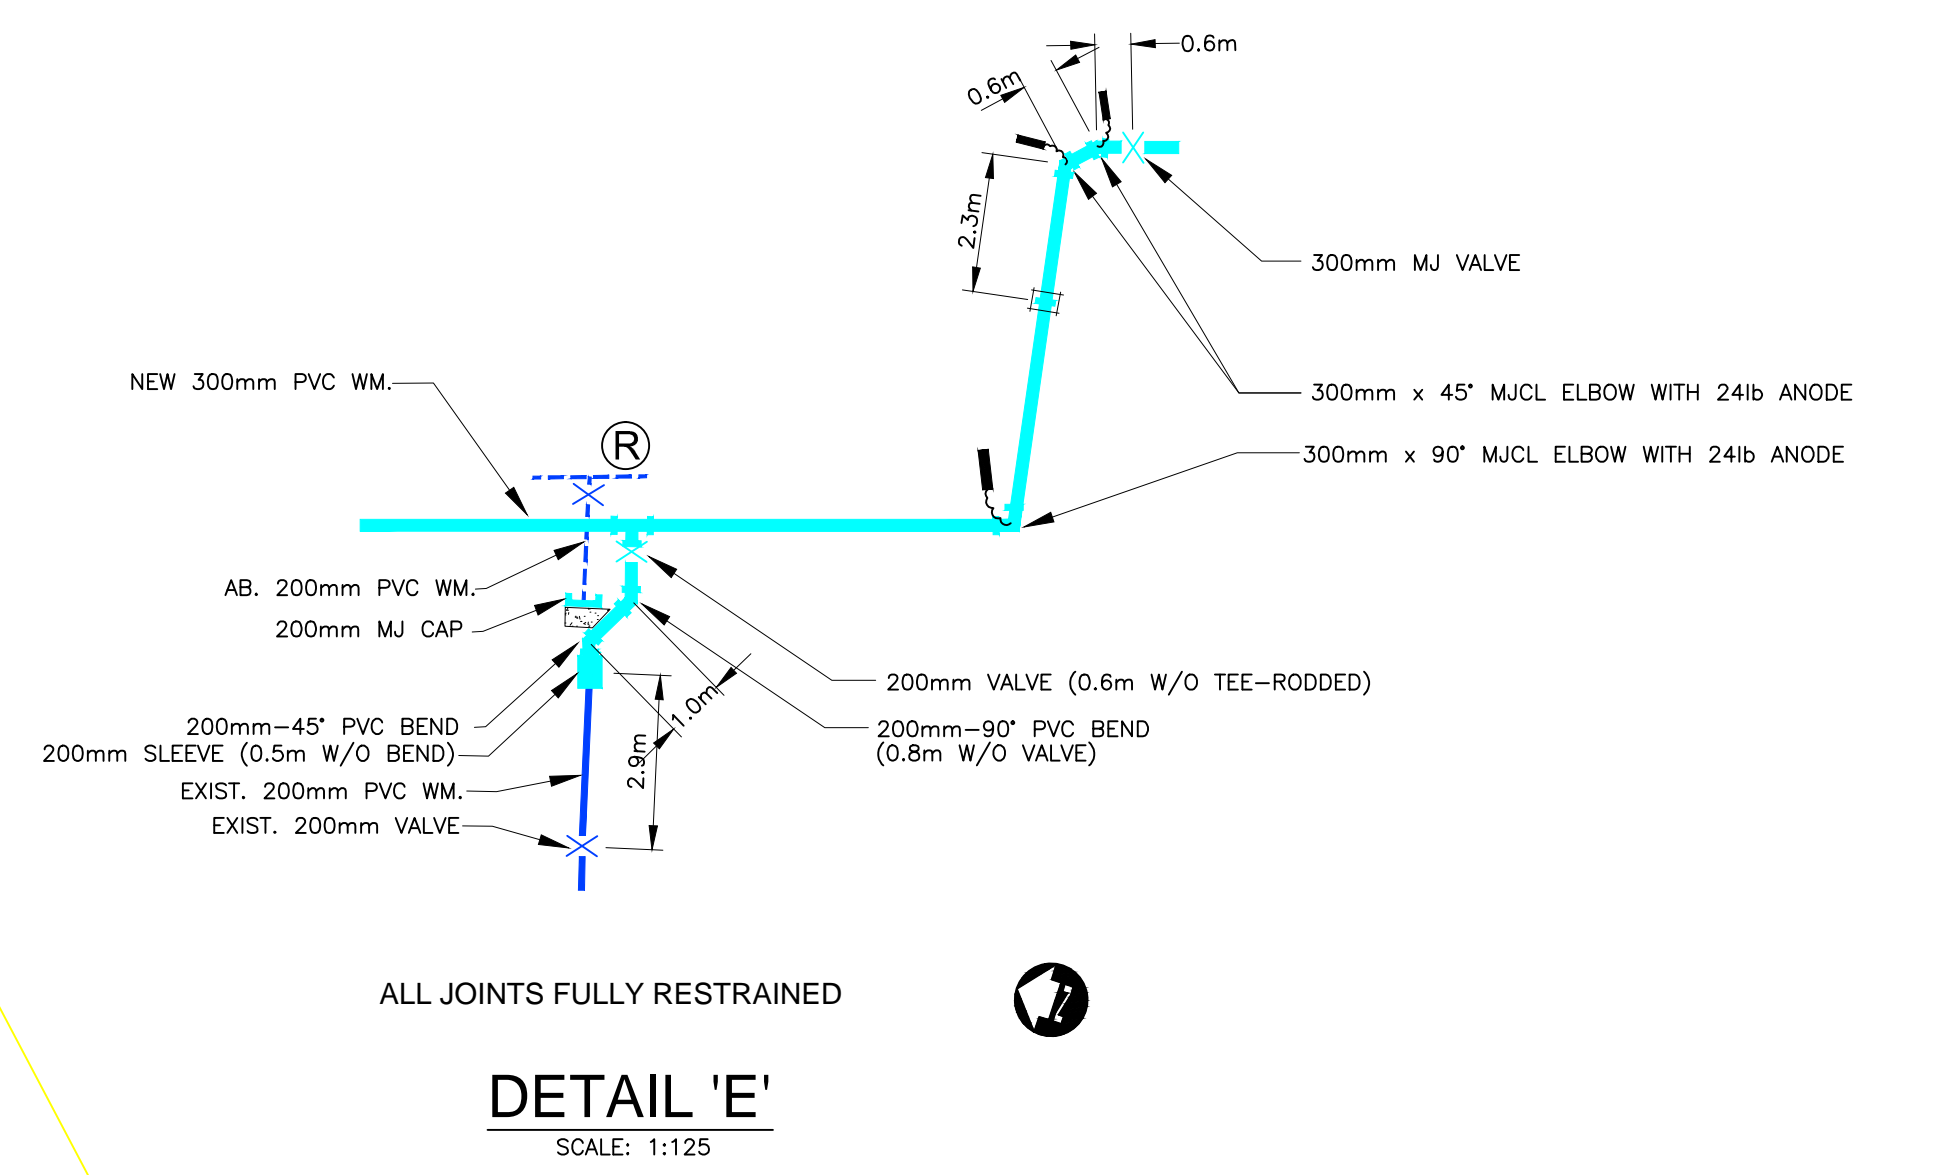 0.6m
0.6m
2.3m
300mm MJ VALVE
NEW 300mm PVC WM.
300mm x 45° MJCL ELBOW WITH 24lb ANODE
R
300mm x 90° MJCL ELBOW WITH 24lb ANODE
AB. 200mm PVC WM.
200mm MJ CAP
200mm VALVE (0.6m W/O TEE-RODDED)
1.0m
200mm-45° PVC BEND
200mm-90° PVC BEND
(0.8m W/O VALVE)
200mm SLEEVE (0.5m W/O BEND)
2.9m
EXIST. 200mm PVC WM.
EXIST. 200mm VALVE
ALL JOINTS FULLY RESTRAINED
N
DETAIL 'E'
SCALE: 1:125